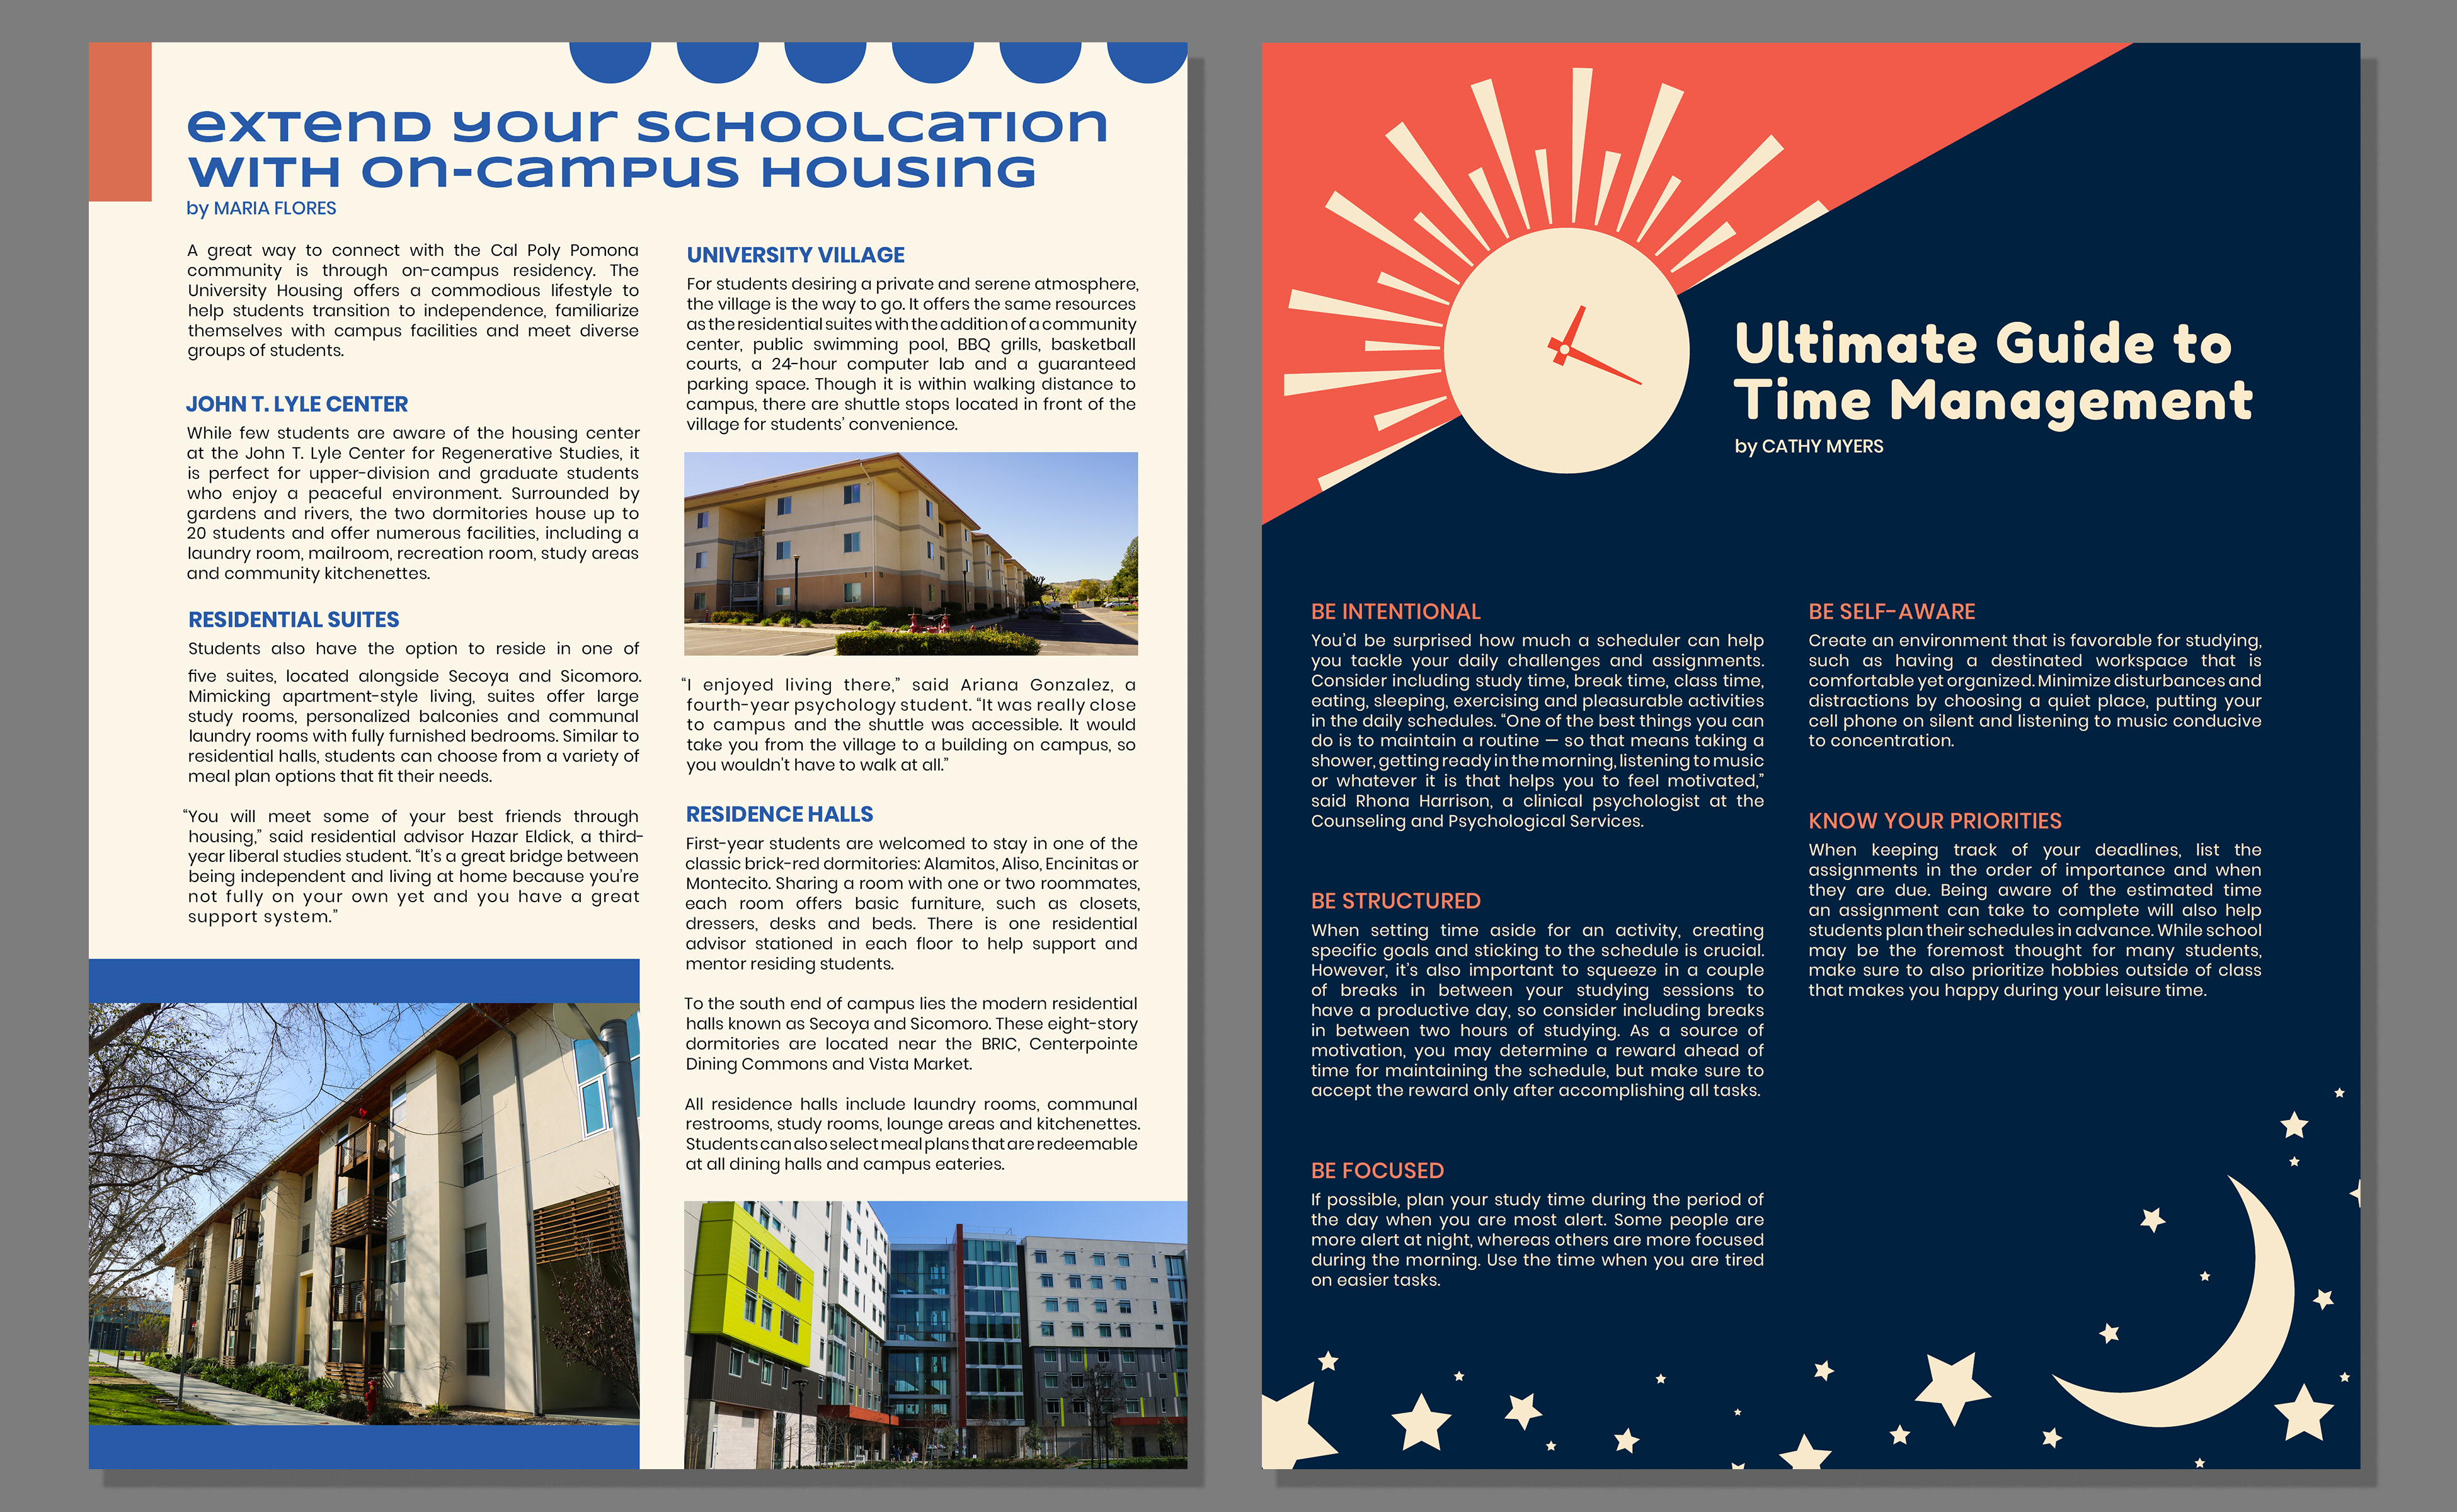 exTenD your SCHOOLcaTion
WITH on-campus Housing
by MARIA FLORES
A great way to connect with the Cal Poly Pomona
community is through on-campus residency. The
University Housing offers a commodious lifestyle to
help students transition to independence, familiarize
themselves with campus facilities and meet diverse
groups of students.
JOHN T. LYLE CENTER
While few students are aware of the housing center
at the John T. Lyle Center for Regenerative Studies, it
is perfect for upper-division and graduate students
who enjoy a peaceful environment. Surrounded by
gardens and rivers, the two dormitories house up to
20 students and offer numerous facilities, including a
laundry room, mailroom, recreation room, study areas
and community kitchenettes.
RESIDENTIAL SUITES
Students also have the option to reside in one of
five suites, located alongside Secoya and Sicomoro.
Mimicking apartment-style living, suites offer large
study rooms, personalized balconies and communal
laundry rooms with fully furnished bedrooms. Similar to
residential halls, students can choose from a variety of
meal plan options that fit their needs.
“You will meet some of your best friends through
housing,” said residential advisor Hazar Eldick, a third-
year liberal studies student. “It’s a great bridge between
being independent and living at home because you’re
not fully on your own yet and you have a great
support system.”
UNIVERSITY VILLAGE
For students desiring a private and serene atmosphere,
the village is the way to go. It offers the same resources
as the residential suites with the addition of a community
center, public swimming pool, BBQ grills, basketball
courts, a 24-hour computer lab and a guaranteed
parking space. Though it is within walking distance to
campus, there are shuttle stops located in front of the
village for students’ convenience.
“I enjoyed living there,” said Ariana Gonzalez, a
fourth-year psychology student. “It was really close
to campus and the shuttle was accessible. It would
take you from the village to a building on campus, so
you wouldn’t have to walk at all.”
RESIDENCE HALLS
First-year students are welcomed to stay in one of the
classic brick-red dormitories: Alamitos, Aliso, Encinitas or
Montecito. Sharing a room with one or two roommates,
each room offers basic furniture, such as closets,
dressers, desks and beds. There is one residential
advisor stationed in each floor to help support and
mentor residing students.
To the south end of campus lies the modern residential
halls known as Secoya and Sicomoro. These eight-story
dormitories are located near the BRIC, Centerpointe
Dining Commons and Vista Market.
All residence halls include laundry rooms, communal
restrooms, study rooms, lounge areas and kitchenettes.
Students can also select meal plans that are redeemable
at all dining halls and campus eateries.
Ultimate Guide to
Time Management
by CATHY MYERS
BE INTENTIONAL
You’d be surprised how much a scheduler can help
you tackle your daily challenges and assignments.
Consider including study time, break time, class time,
eating, sleeping, exercising and pleasurable activities
in the daily schedules. “One of the best things you can
do is to maintain a routine — so that means taking a
shower, getting ready in the morning, listening to music
or whatever it is that helps you to feel motivated,”
said Rhona Harrison, a clinical psychologist at the
Counseling and Psychological Services.
BE STRUCTURED
When setting time aside for an activity, creating
specific goals and sticking to the schedule is crucial.
However, it’s also important to squeeze in a couple
of breaks in between your studying sessions to
have a productive day, so consider including breaks
in between two hours of studying. As a source of
motivation, you may determine a reward ahead of
time for maintaining the schedule, but make sure to
accept the reward only after accomplishing all tasks.
BE FOCUSED
If possible, plan your study time during the period of
the day when you are most alert. Some people are
more alert at night, whereas others are more focused
during the morning. Use the time when you are tired
on easier tasks.
BE SELF-AWARE
Create an environment that is favorable for studying,
such as having a destinated workspace that is
comfortable yet organized. Minimize disturbances and
distractions by choosing a quiet place, putting your
cell phone on silent and listening to music conducive
to concentration.
KNOW YOUR PRIORITIES
When keeping track of your deadlines, list the
assignments in the order of importance and when
they are due. Being aware of the estimated time
an assignment can take to complete will also help
students plan their schedules in advance. While school
may be the foremost thought for many students,
make sure to also prioritize hobbies outside of class
that makes you happy during your leisure time.